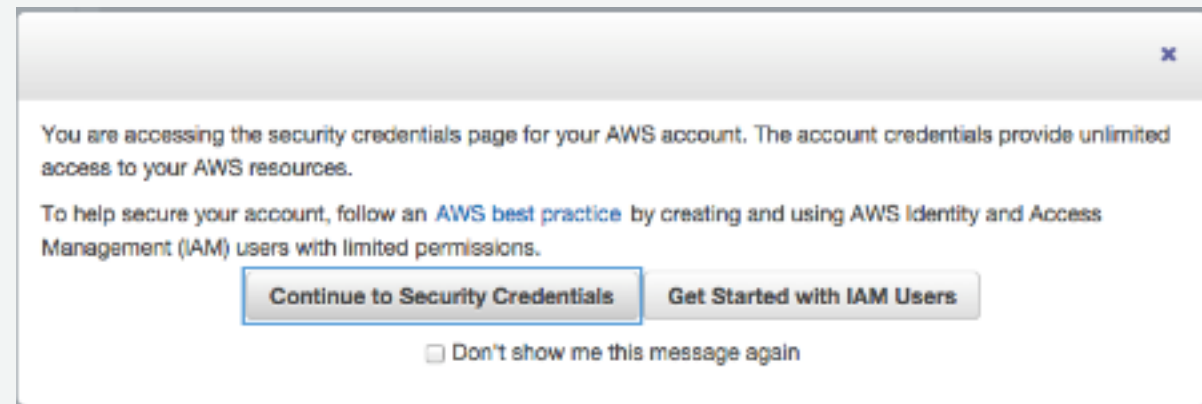 You are accessing the security credentials page for your AWS account. The account credentials provide unlimited
access to your AWS resources.
To help secure your account, follow an AWS best practice by creating and using AWS Identity and Access
Management (IAM) users with limited permissions.
Continue to Security Credentials Get Started with IAM Users
Don't show me this message again